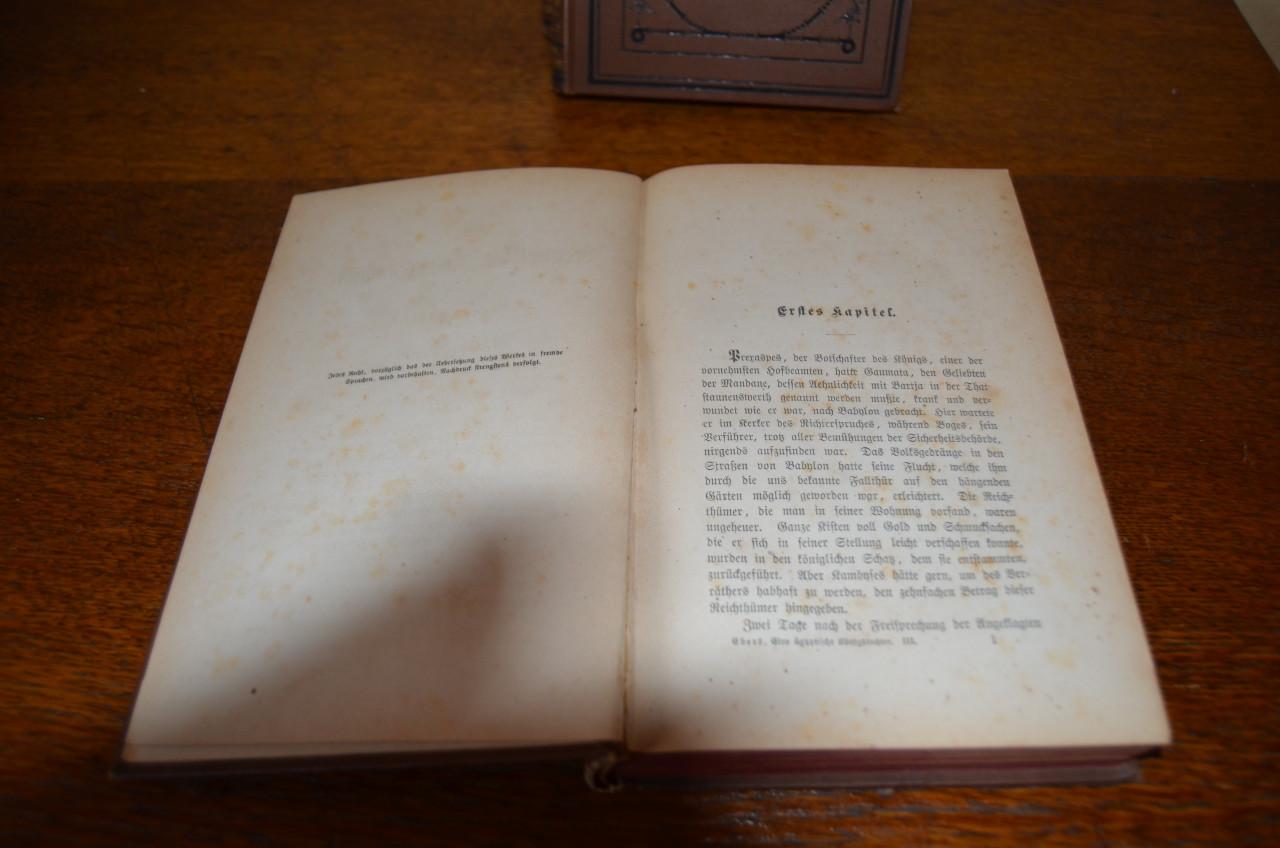 Jedes Recht, vorzüglich das der Uebersetzung dieses Werkes in fremde
Sprachen, wird vorbehalten, Nachdruck strengstens verfolgt.
Erstes Kapitel.
Prexaspes, der Botschafter des Königs, einer der
vornehmsten Hofbeamten, hatte Gaumata, den Geliebten
der Mandane, dessen Aehnlichkeit mit Bartja in der That
staunenswerth genannt werden mußte, krank und ver-
wundet wie er war, nach Babylon gebracht. Hier wartete
er im Kerker des Richterspruches, während Boges, sein
Verführer, trotz aller Bemühungen der Sicherheitsbehörde,
nirgends aufzufinden war. Das Volksgedränge in den
Straßen von Babylon hatte seine Flucht, welche ihm
durch die uns bekannte Fallthür auf den hängenden
Gärten möglich geworden war, erleichtert. Die Reich-
thümer, die man in seiner Wohnung vorfand, waren
ungeheuer. Ganze Kisten voll Gold und Schmucksachen,
die er sich in seiner Stellung leicht verschaffen konnte,
wurden in den königlichen Schatz, dem sie entstammten,
zurückgeführt. Aber Kambyses hätte gern, um des Ver-
räthers habhaft zu werden, den zehnfachen Betrag dieser
Reichthümer hingegeben.
Zwei Tage nach der Freisprechung der Angeklagten
Ebers, Eine ägyptische Königstochter. III. 1